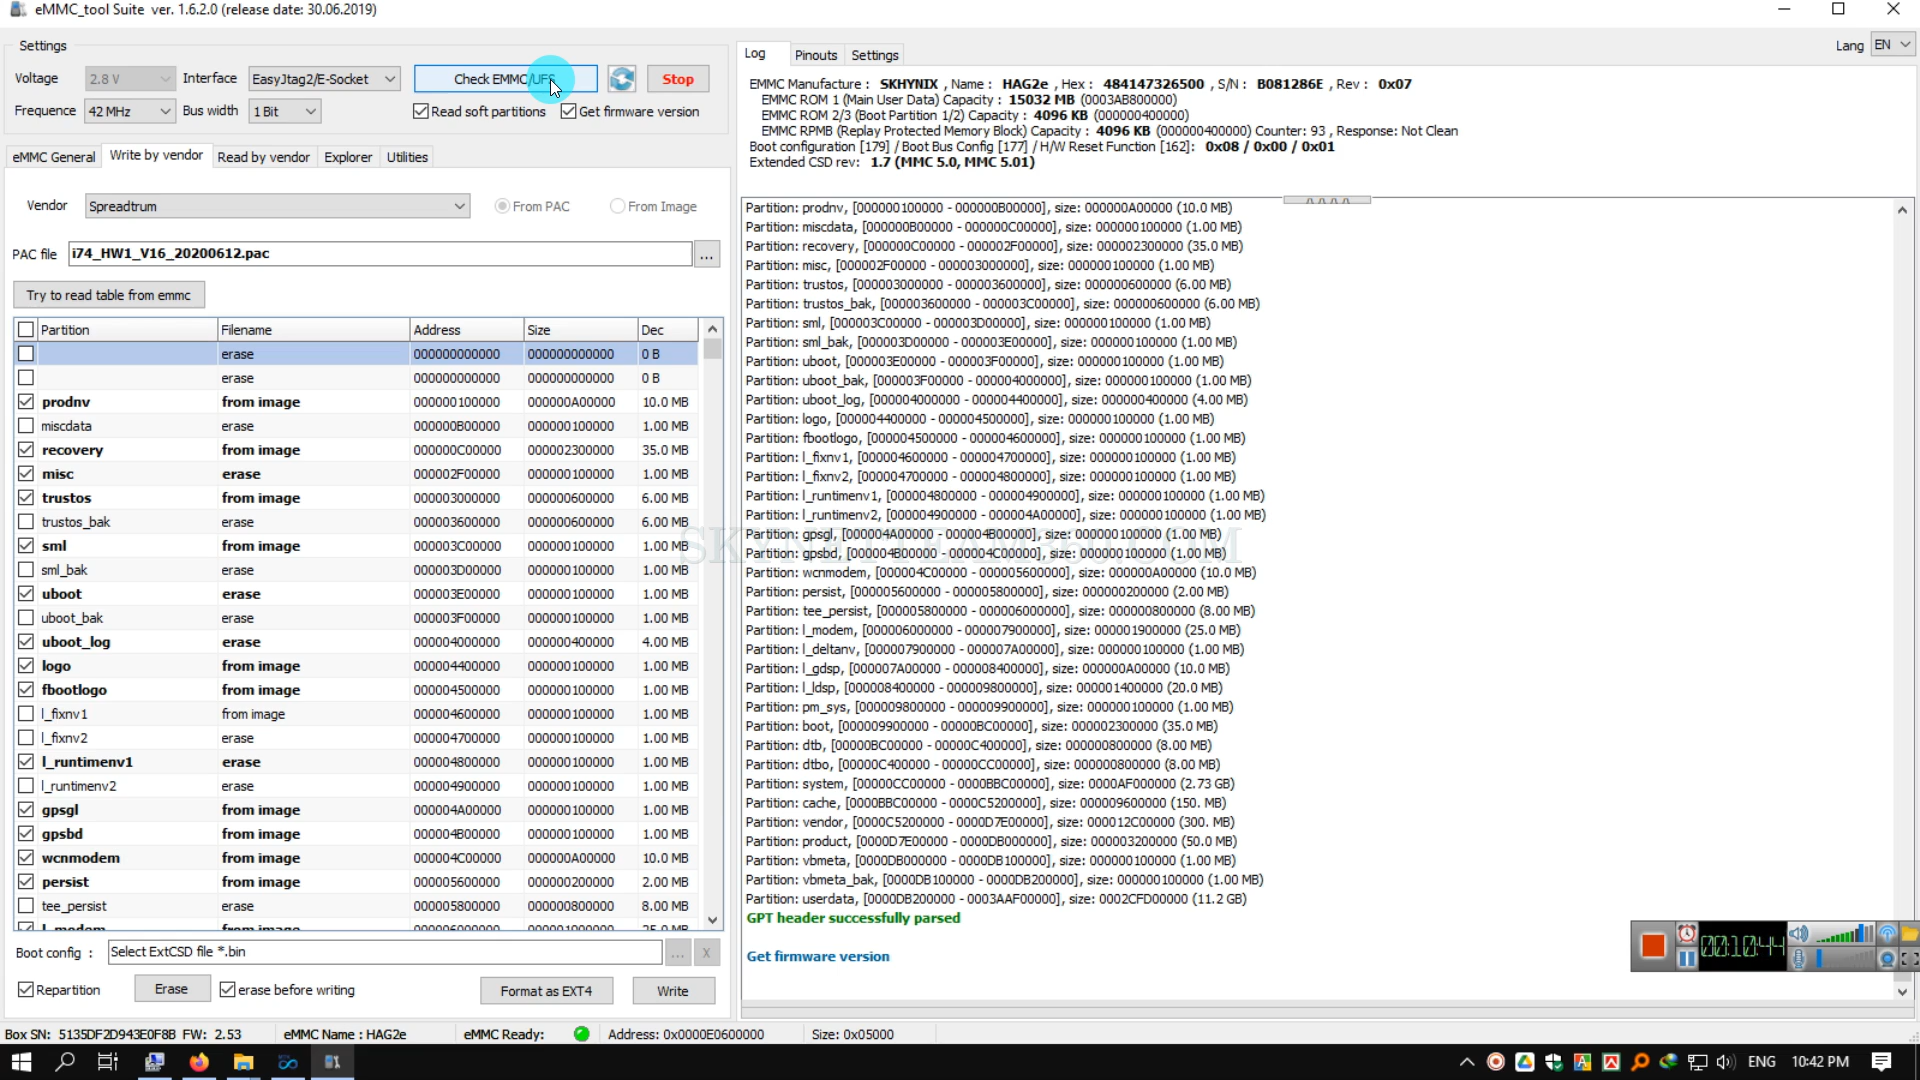 eMMC_tool Suite ver. 1.6.2.0 (release date: 30.06.2019)
Settings
Voltage 2.8 V Interface EasyJtag2/E-Socket Check EMMC/UFS Stop
Frequence 42 MHz Bus width 1 Bit Read soft partitions Get firmware version
eMMC General Write by vendor Read by vendor Explorer Utilities
Vendor Spreadtrum From PAC From Image
PAC file i74_HW1_V16_20200612.pac ...
Try to read table from emmc
Partition Filename Address Size Dec
erase 000000000000 000000000000 0 B
erase 000000000000 000000000000 0 B
prodnv from image 000000100000 000000A00000 10.0 MB
miscdata erase 000000B00000 000000100000 1.00 MB
recovery from image 000000C00000 000002300000 35.0 MB
misc erase 000002F00000 000000100000 1.00 MB
trustos from image 000003000000 000000600000 6.00 MB
trustos_bak erase 000003600000 000000600000 6.00 MB
sml from image 000003C00000 000000100000 1.00 MB
sml_bak erase 000003D00000 000000100000 1.00 MB
uboot erase 000003E00000 000000100000 1.00 MB
uboot_bak erase 000003F00000 000000100000 1.00 MB
uboot_log erase 000004000000 000000400000 4.00 MB
logo from image 000004400000 000000100000 1.00 MB
fbootlogo from image 000004500000 000000100000 1.00 MB
l_fixnv1 from image 000004600000 000000100000 1.00 MB
l_fixnv2 erase 000004700000 000000100000 1.00 MB
l_runtimenv1 erase 000004800000 000000100000 1.00 MB
l_runtimenv2 erase 000004900000 000000100000 1.00 MB
gpsgl from image 000004A00000 000000100000 1.00 MB
gpsbd from image 000004B00000 000000100000 1.00 MB
wcnmodem from image 000004C00000 000000A00000 10.0 MB
persist from image 000005600000 000000200000 2.00 MB
tee_persist erase 000005800000 000000800000 8.00 MB
l_modem from image 000006000000 000001900000 25.0 MB
Boot config : Select ExtCSD file *.bin ... X
Repartition Erase erase before writing Format as EXT4 Write
Log Pinouts Settings Lang EN
EMMC Manufacture : SKHYNIX , Name : HAG2e , Hex : 484147326500 , S/N : B081286E , Rev : 0x07
EMMC ROM 1 (Main User Data) Capacity : 15032 MB (0003AB800000)
EMMC ROM 2/3 (Boot Partition 1/2) Capacity : 4096 KB (000000400000)
EMMC RPMB (Replay Protected Memory Block) Capacity : 4096 KB (000000400000) Counter: 93 , Response: Not Clean
Boot configuration [179] / Boot Bus Config [177] / H/W Reset Function [162]: 0x08 / 0x00 / 0x01
Extended CSD rev: 1.7 (MMC 5.0, MMC 5.01)
Partition: prodnv, [000000100000 - 000000B00000], size: 000000A00000 (10.0 MB)
Partition: miscdata, [000000B00000 - 000000C00000], size: 000000100000 (1.00 MB)
Partition: recovery, [000000C00000 - 000002F00000], size: 000002300000 (35.0 MB)
Partition: misc, [000002F00000 - 000003000000], size: 000000100000 (1.00 MB)
Partition: trustos, [000003000000 - 000003600000], size: 000000600000 (6.00 MB)
Partition: trustos_bak, [000003600000 - 000003C00000], size: 000000600000 (6.00 MB)
Partition: sml, [000003C00000 - 000003D00000], size: 000000100000 (1.00 MB)
Partition: sml_bak, [000003D00000 - 000003E00000], size: 000000100000 (1.00 MB)
Partition: uboot, [000003E00000 - 000003F00000], size: 000000100000 (1.00 MB)
Partition: uboot_bak, [000003F00000 - 000004000000], size: 000000100000 (1.00 MB)
Partition: uboot_log, [000004000000 - 000004400000], size: 000000400000 (4.00 MB)
Partition: logo, [000004400000 - 000004500000], size: 000000100000 (1.00 MB)
Partition: fbootlogo, [000004500000 - 000004600000], size: 000000100000 (1.00 MB)
Partition: l_fixnv1, [000004600000 - 000004700000], size: 000000100000 (1.00 MB)
Partition: l_fixnv2, [000004700000 - 000004800000], size: 000000100000 (1.00 MB)
Partition: l_runtimenv1, [000004800000 - 000004900000], size: 000000100000 (1.00 MB)
Partition: l_runtimenv2, [000004900000 - 000004A00000], size: 000000100000 (1.00 MB)
Partition: gpsgl, [000004A00000 - 000004B00000], size: 000000100000 (1.00 MB)
Partition: gpsbd, [000004B00000 - 000004C00000], size: 000000100000 (1.00 MB)
Partition: wcnmodem, [000004C00000 - 000005600000], size: 000000A00000 (10.0 MB)
Partition: persist, [000005600000 - 000005800000], size: 000000200000 (2.00 MB)
Partition: tee_persist, [000005800000 - 000006000000], size: 000000800000 (8.00 MB)
Partition: l_modem, [000006000000 - 000007900000], size: 000001900000 (25.0 MB)
Partition: l_deltanv, [000007900000 - 000007A00000], size: 000000100000 (1.00 MB)
Partition: l_gdsp, [000007A00000 - 000008400000], size: 000000A00000 (10.0 MB)
Partition: l_ldsp, [000008400000 - 000009800000], size: 000001400000 (20.0 MB)
Partition: pm_sys, [000009800000 - 000009900000], size: 000000100000 (1.00 MB)
Partition: boot, [000009900000 - 00000BC00000], size: 000002300000 (35.0 MB)
Partition: dtb, [00000BC00000 - 00000C400000], size: 000000800000 (8.00 MB)
Partition: dtbo, [00000C400000 - 00000CC00000], size: 000000800000 (8.00 MB)
Partition: system, [00000CC00000 - 0000BBC00000], size: 0000AF000000 (2.73 GB)
Partition: cache, [0000BBC00000 - 0000C5200000], size: 000009600000 (150. MB)
Partition: vendor, [0000C5200000 - 0000D7E00000], size: 000012C00000 (300. MB)
Partition: product, [0000D7E00000 - 0000DB000000], size: 000003200000 (50.0 MB)
Partition: vbmeta, [0000DB000000 - 0000DB100000], size: 000000100000 (1.00 MB)
Partition: vbmeta_bak, [0000DB100000 - 0000DB200000], size: 000000100000 (1.00 MB)
Partition: userdata, [0000DB200000 - 0003AAF00000], size: 0002CFD00000 (11.2 GB)
GPT header successfully parsed
Get firmware version
SKYNETTEAM360.COM
00:10:44
Box SN: 5135DF2D943E0F8B FW: 2.53 eMMC Name : HAG2e eMMC Ready: Address: 0x0000E0600000 Size: 0x05000
ENG 10:42 PM